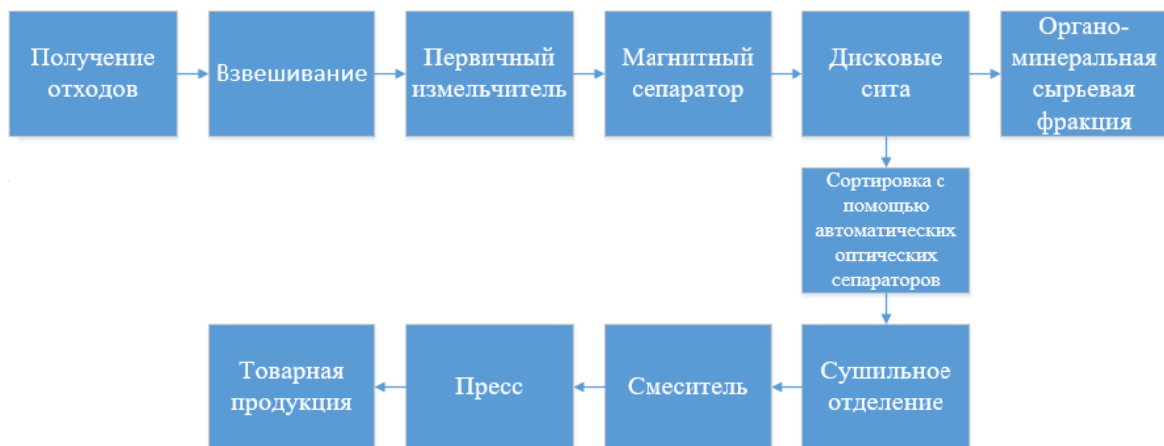 Получение
отходов
Взвешивание
Первичный
измельчитель
Магнитный
сепаратор
Дисковые
сита
Органо-
минеральная
сырьевая
фракция
Сортировка с
помощью
автоматических
оптических
сепараторов
Товарная
продукция
Пресс
Смеситель
Сушильное
отделение